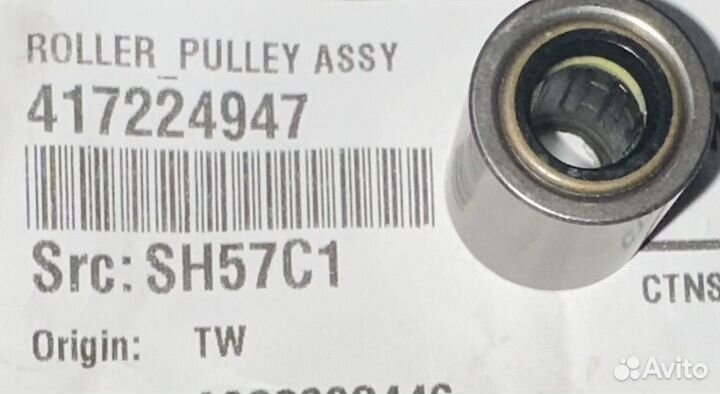 ROLLER_PULLEY ASSY
417224947
Src: SH57C1
CTNS
Origin: TW
Avito